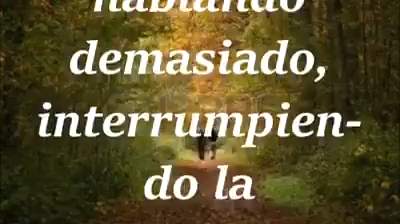 hablando
demasiado,
interrumpien-
do la